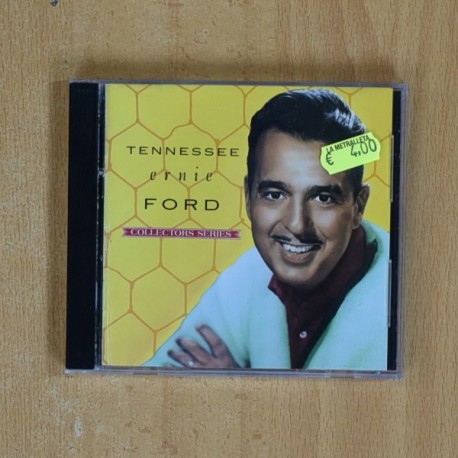 TENNESSEE
ernie
FORD
COLLECTORS SERIES
LA METRALLETA
€ 4,00